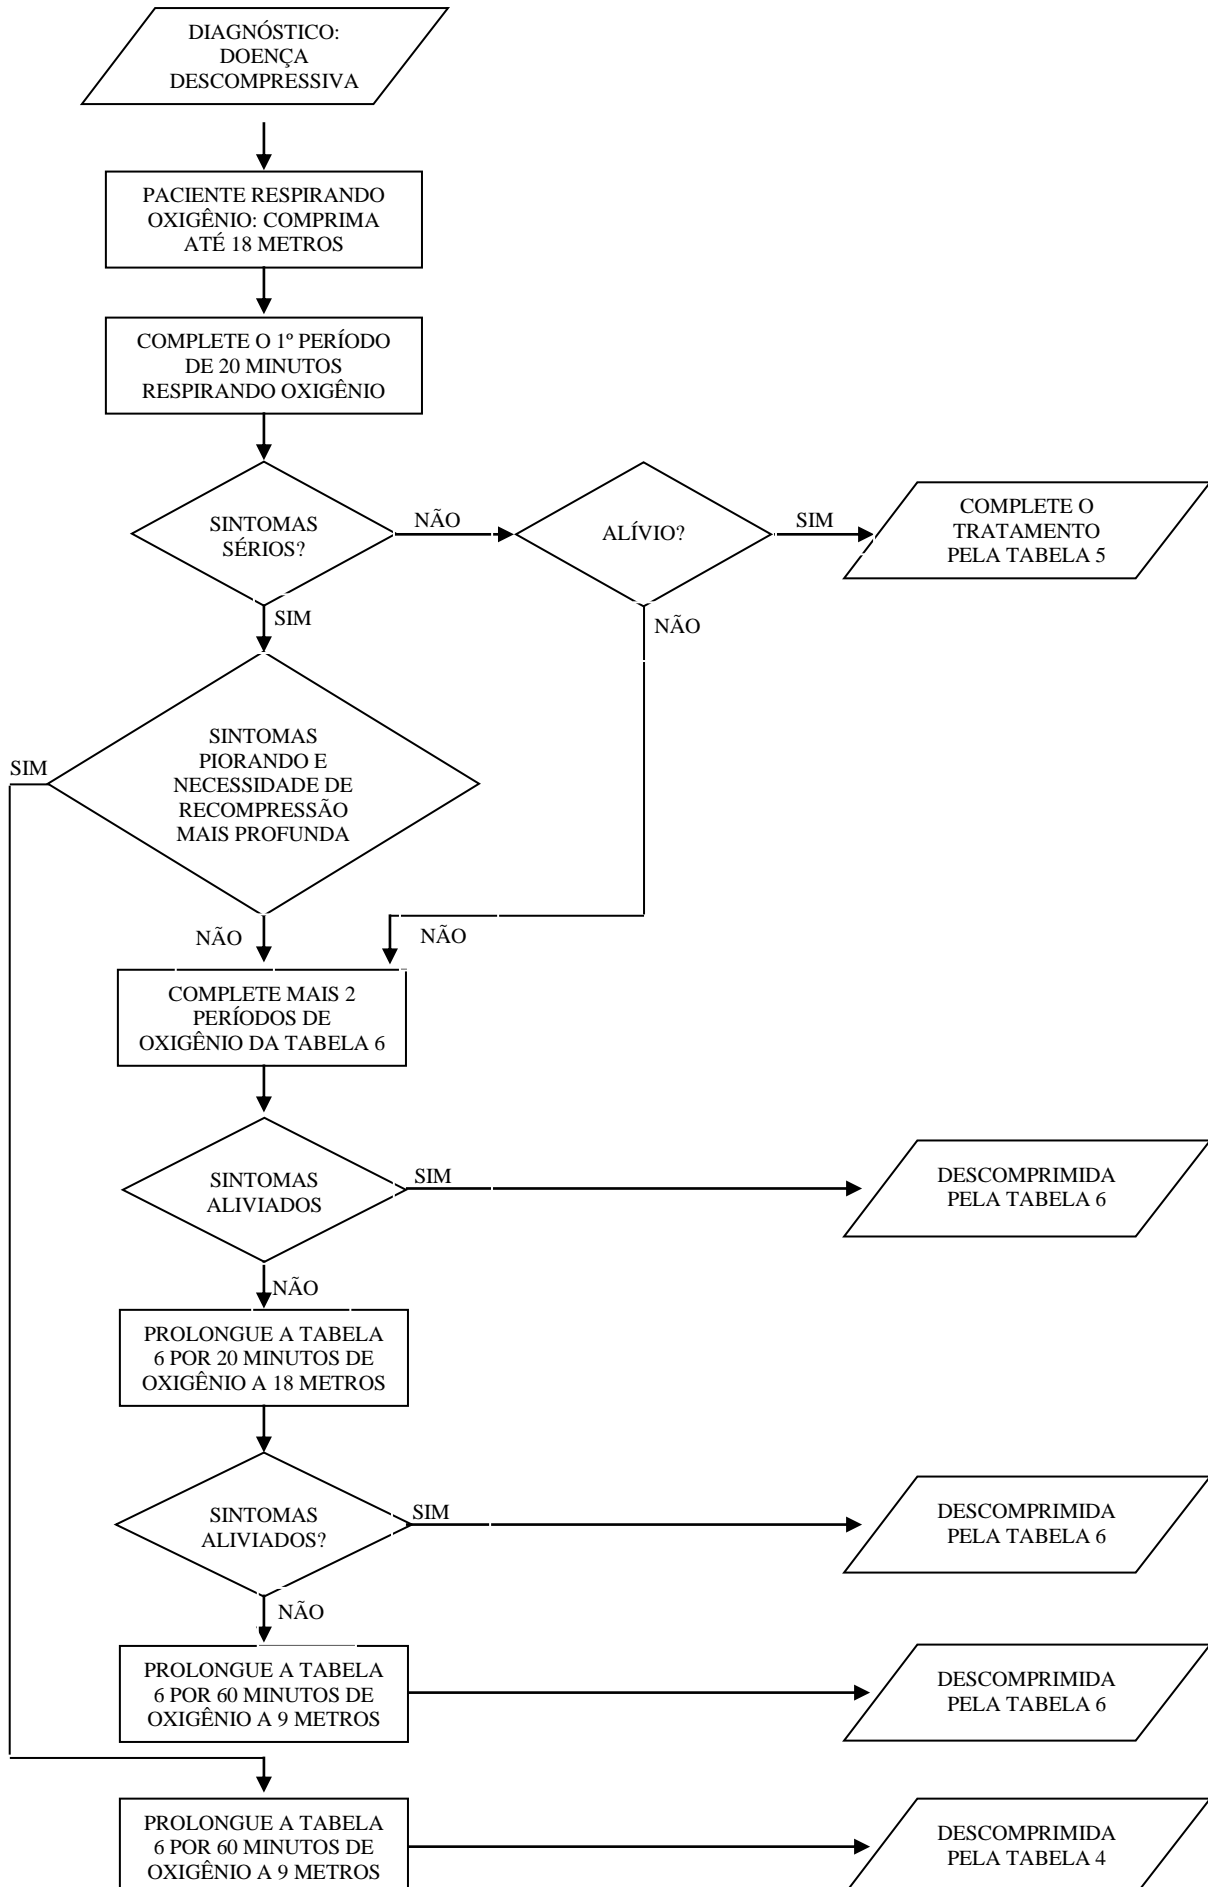 DIAGNÓSTICO:
DOENÇA
DESCOMPRESSIVA
PACIENTE RESPIRANDO
OXIGÊNIO: COMPRIMA
ATÉ 18 METROS
COMPLETE O 1º PERÍODO
DE 20 MINUTOS
RESPIRANDO OXIGÊNIO
SINTOMAS
SÉRIOS?
NÃO
ALÍVIO?
SIM
COMPLETE O
TRATAMENTO
PELA TABELA 5
SIM
NÃO
SINTOMAS
PIORANDO E
NECESSIDADE DE
RECOMPRESSÃO
MAIS PROFUNDA
SIM
NÃO
NÃO
COMPLETE MAIS 2
PERÍODOS DE
OXIGÊNIO DA TABELA 6
SINTOMAS
ALIVIADOS
SIM
DESCOMPRIMIDA
PELA TABELA 6
NÃO
PROLONGUE A TABELA
6 POR 20 MINUTOS DE
OXIGÊNIO A 18 METROS
SINTOMAS
ALIVIADOS?
SIM
DESCOMPRIMIDA
PELA TABELA 6
NÃO
PROLONGUE A TABELA
6 POR 60 MINUTOS DE
OXIGÊNIO A 9 METROS
DESCOMPRIMIDA
PELA TABELA 6
PROLONGUE A TABELA
6 POR 60 MINUTOS DE
OXIGÊNIO A 9 METROS
DESCOMPRIMIDA
PELA TABELA 4